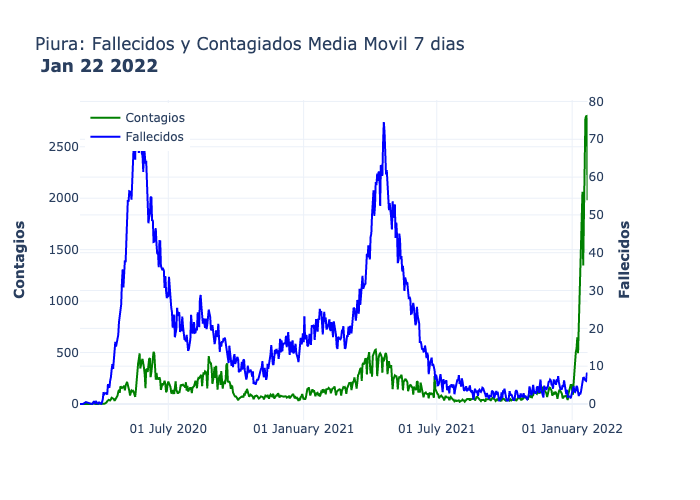 Piura: Fallecidos y Contagiados Media Movil 7 dias
Jan 22 2022
Contagios
Fallecidos
2500
2000
1500
1000
500
0
80
70
60
50
40
30
20
10
0
Contagios
Fallecidos
01 July 2020
01 January 2021
01 July 2021
01 January 2022